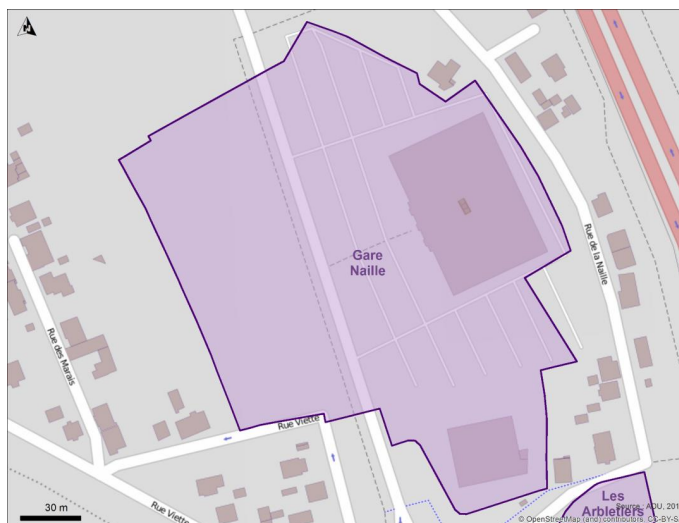 Gare
Naille
Rue de la Naille
Rue des Marais
Rue Viette
Rue Viette
30 m
Les
Arbletiers
Source : ADU, 201
© OpenStreetMap (and) contributors, CC-BY-S